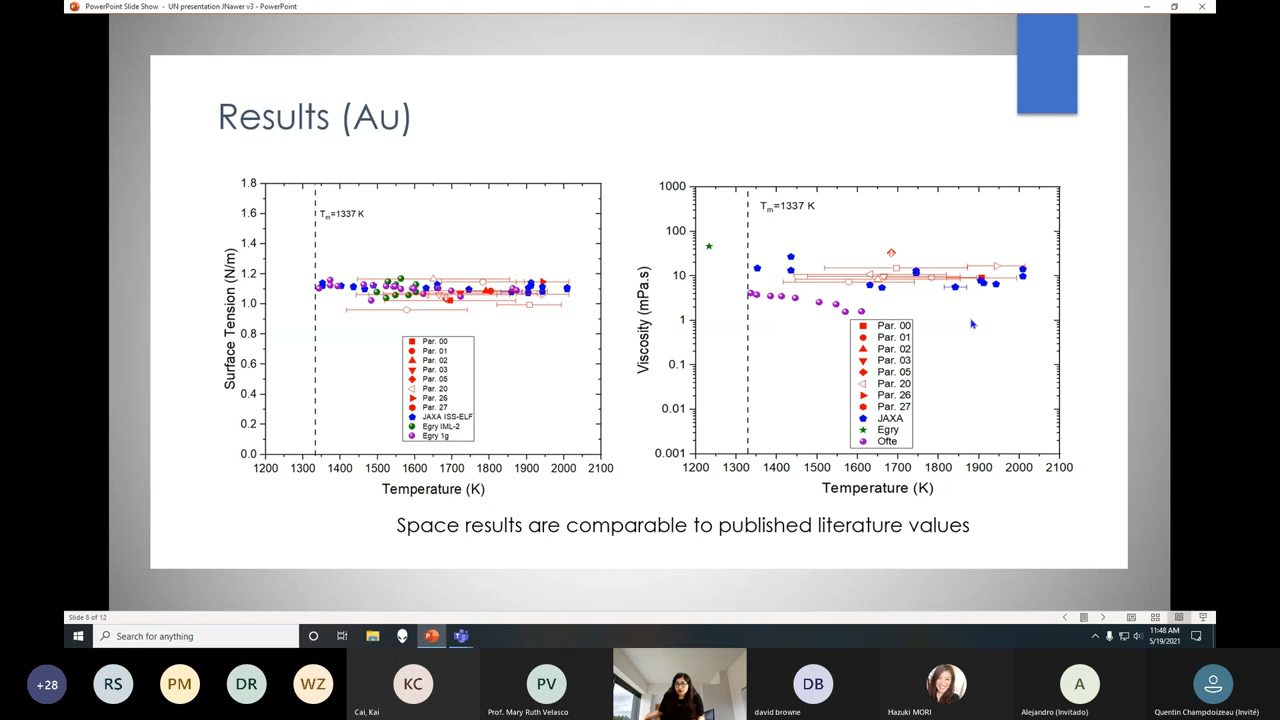 PowerPoint Slide Show - UN presentation JNawer v3 - PowerPoint
Results (Au)
1.8
1.6
1.4
1.2
1.0
0.8
0.6
0.4
0.2
0.0
Surface Tension (N/m)
Tm=1337 K
Par. 00
Par. 01
Par. 02
Par. 03
Par. 05
Par. 20
Par. 26
Par. 27
JAXA ISS-ELF
Egry IML-2
Egry 1g
1200 1300 1400 1500 1600 1700 1800 1900 2000 2100
Temperature (K)
1000
100
10
1
0.1
0.01
0.001
Viscosity (mPa.s)
Tm=1337 K
Par. 00
Par. 01
Par. 02
Par. 03
Par. 05
Par. 20
Par. 26
Par. 27
JAXA
Egry
Ofte
1200 1300 1400 1500 1600 1700 1800 1900 2000 2100
Temperature (K)
Space results are comparable to published literature values
Slide 8 of 12
Search for anything
11:48 AM
5/19/2021
+28
RS
PM
DR
WZ
KC
Cai, Kai
PV
Prof. Mary Ruth Velasco
DB
david browne
Hazuki MORI
A
Alejandro (Invitado)
Quentin Champdoizeau (Invité)